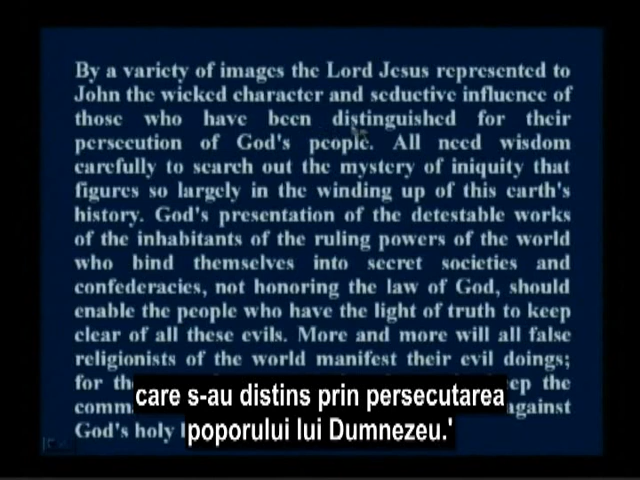 By a variety of images the Lord Jesus represented to
John the wicked character and seductive influence of
those who have been distinguished for their
persecution of God's people. All need wisdom
carefully to search out the mystery of iniquity that
figures so largely in the winding up of this earth's
history. God's presentation of the detestable works
of the inhabitants of the ruling powers of the world
who bind themselves into secret societies and
confederacies, not honoring the law of God, should
enable the people who have the light of truth to keep
clear of all these evils. More and more will all false
religionists of the world manifest their evil doings;
for the
comm against
God's holy
care s-au distins prin persecutarea
poporului lui Dumnezeu.'